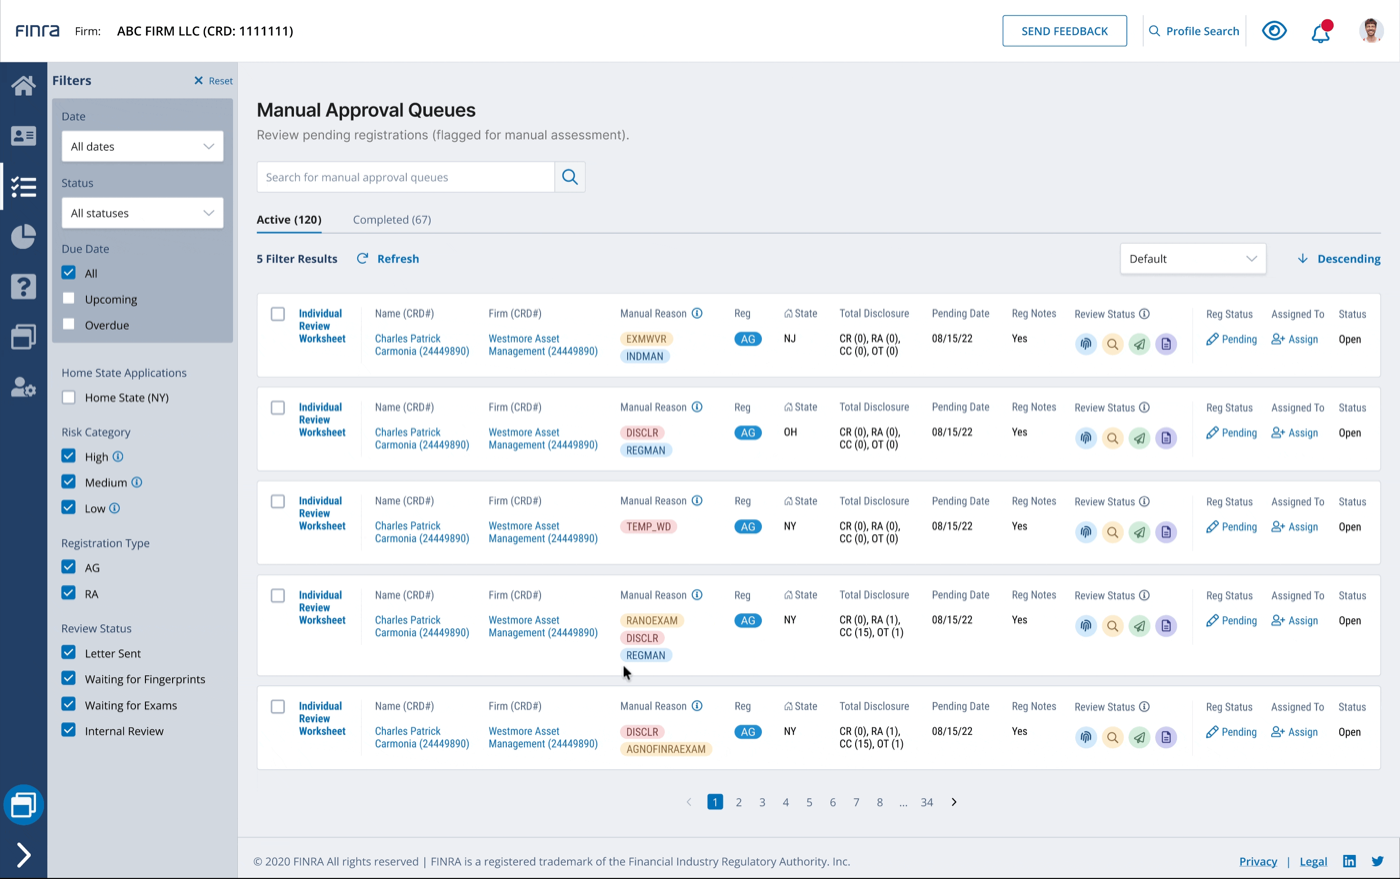 FINRA Firm: ABC FIRM LLC (CRD: 1111111) SEND FEEDBACK Profile Search
Filters Reset
Date
All dates
Status
All statuses
Due Date
All
Upcoming
Overdue
Home State Applications
Home State (NY)
Risk Category
High
Medium
Low
Registration Type
AG
RA
Review Status
Letter Sent
Waiting for Fingerprints
Waiting for Exams
Internal Review
Manual Approval Queues
Review pending registrations (flagged for manual assessment).
Search for manual approval queues
Active (120) Completed (67)
5 Filter Results Refresh Default Descending
Individual Name (CRD#) Firm (CRD#) Manual Reason Reg State Total Disclosure Pending Date Reg Notes Review Status Reg Status Assigned To Status
Review
Worksheet Charles Patrick Westmore Asset EXMWVR AG NJ CR (0), RA (0), 08/15/22 Yes Pending Assign Open
Carmonia (24449890) Management (24449890) INDMAN CC (0), OT (0)
Individual Name (CRD#) Firm (CRD#) Manual Reason Reg State Total Disclosure Pending Date Reg Notes Review Status Reg Status Assigned To Status
Review
Worksheet Charles Patrick Westmore Asset DISCLR AG OH CR (0), RA (0), 08/15/22 Yes Pending Assign Open
Carmonia (24449890) Management (24449890) REGMAN CC (0), OT (0)
Individual Name (CRD#) Firm (CRD#) Manual Reason Reg State Total Disclosure Pending Date Reg Notes Review Status Reg Status Assigned To Status
Review
Worksheet Charles Patrick Westmore Asset TEMP_WD AG NY CR (0), RA (0), 08/15/22 Yes Pending Assign Open
Carmonia (24449890) Management (24449890) CC (0), OT (0)
Individual Name (CRD#) Firm (CRD#) Manual Reason Reg State Total Disclosure Pending Date Reg Notes Review Status Reg Status Assigned To Status
Review
Worksheet Charles Patrick Westmore Asset RANOEXAM AG NY CR (0), RA (1), 08/15/22 Yes Pending Assign Open
Carmonia (24449890) Management (24449890) DISCLR CC (15), OT (1)
REGMAN
Individual Name (CRD#) Firm (CRD#) Manual Reason Reg State Total Disclosure Pending Date Reg Notes Review Status Reg Status Assigned To Status
Review
Worksheet Charles Patrick Westmore Asset DISCLR AG NY CR (0), RA (1), 08/15/22 Yes Pending Assign Open
Carmonia (24449890) Management (24449890) AGNOFINRAEXAM CC (15), OT (1)
1 2 3 4 5 6 7 8 ... 34
© 2020 FINRA All rights reserved | FINRA is a registered trademark of the Financial Industry Regulatory Authority. Inc. Privacy | Legal